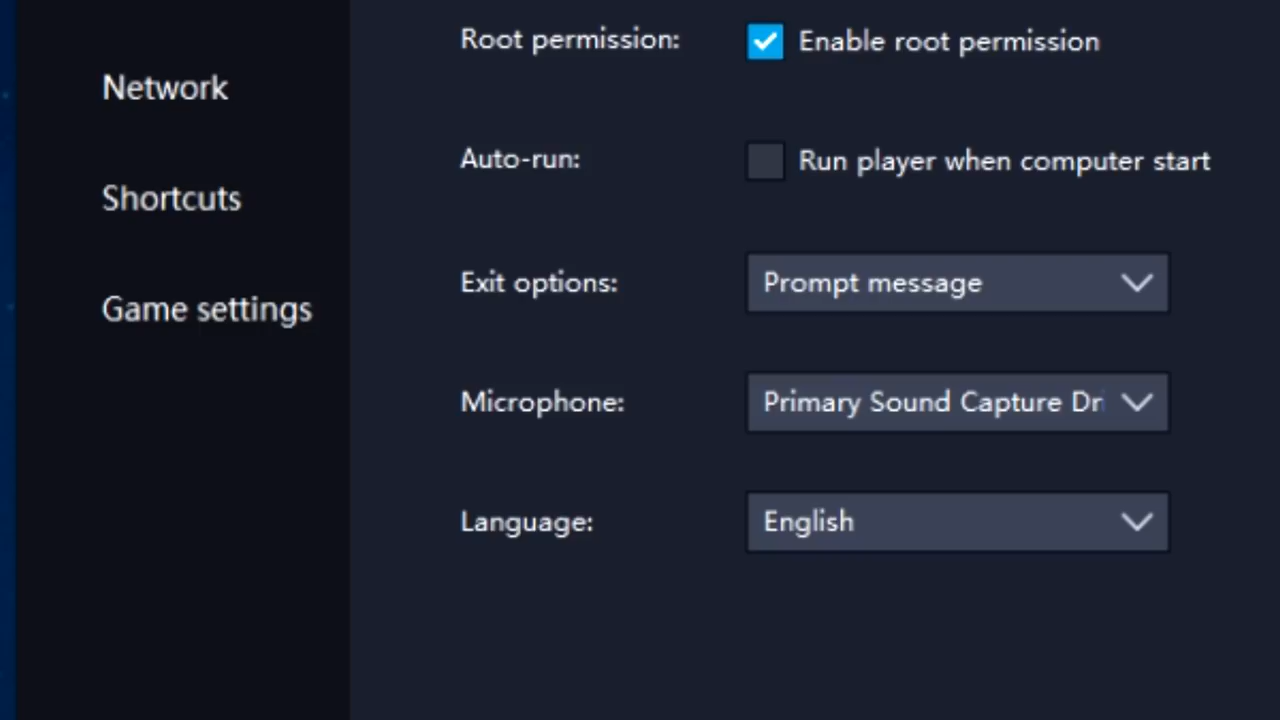 Network
Shortcuts
Game settings
Root permission: Enable root permission
Auto-run: Run player when computer start
Exit options: Prompt message
Microphone: Primary Sound Capture Dri
Language: English